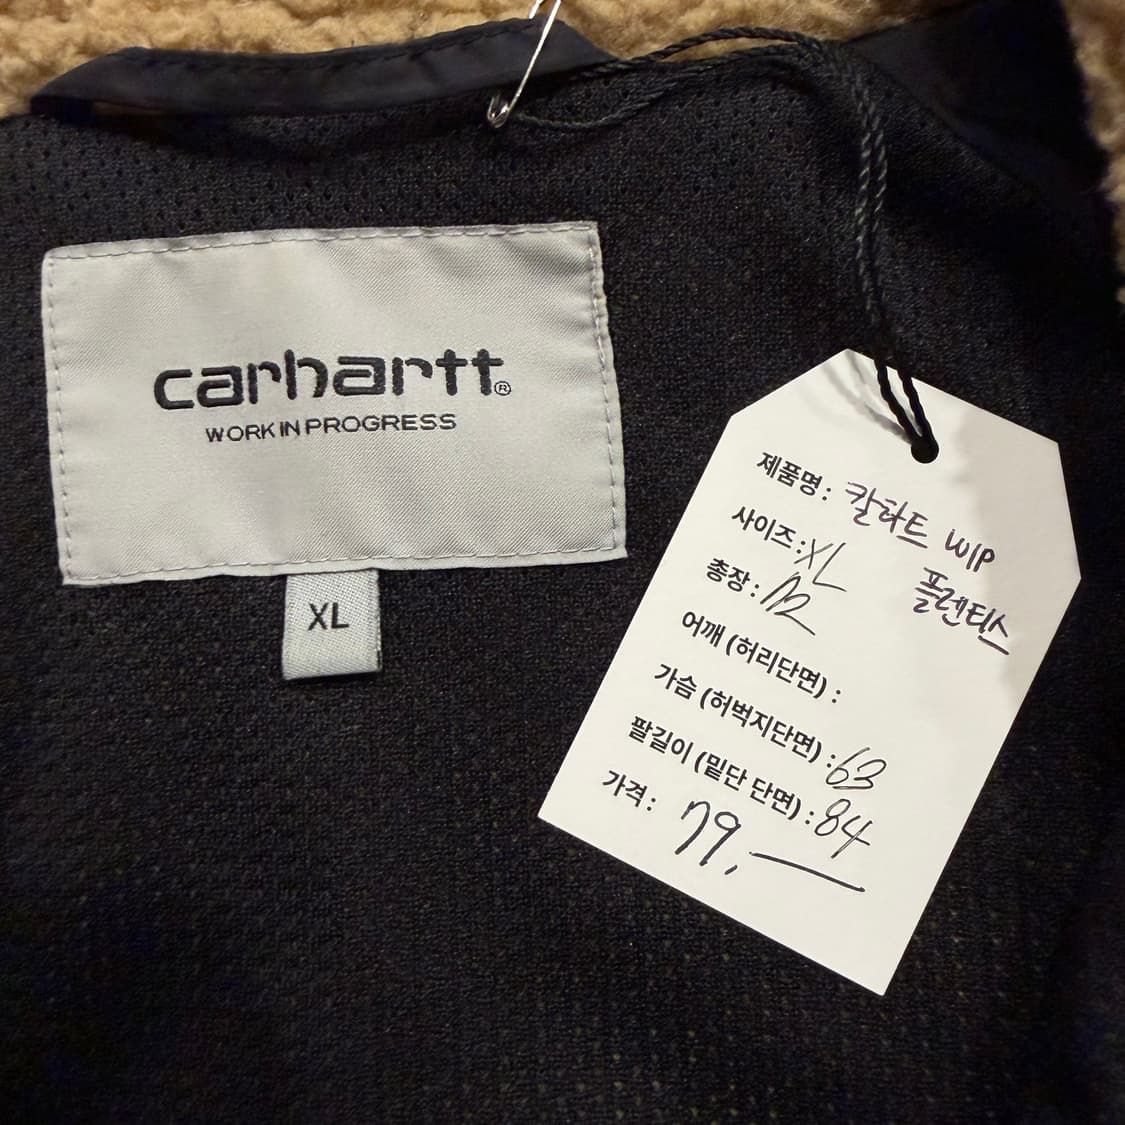 carhartt®
WORK IN PROGRESS
XL
제품명: 칼하트 WIP
플렌티스
사이즈: XL
총장: 72
어깨 (허리단면) :
가슴 (허벅지단면) : 63
팔길이 (밑단 단면) : 84
가격: 79,—